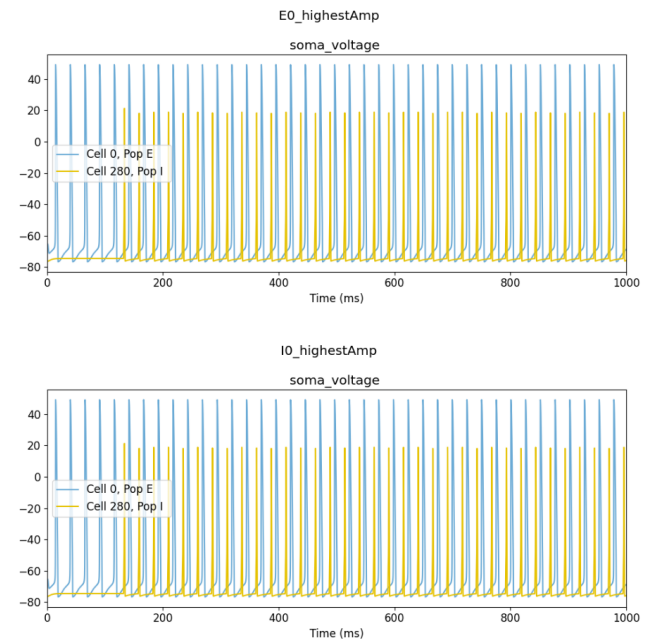 E0_highestAmp
soma_voltage
40
20
0
−20
−40
−60
−80
Cell 0, Pop E
Cell 280, Pop I
0 200 400 600 800 1000
Time (ms)
I0_highestAmp
soma_voltage
40
20
0
−20
−40
−60
−80
Cell 0, Pop E
Cell 280, Pop I
0 200 400 600 800 1000
Time (ms)